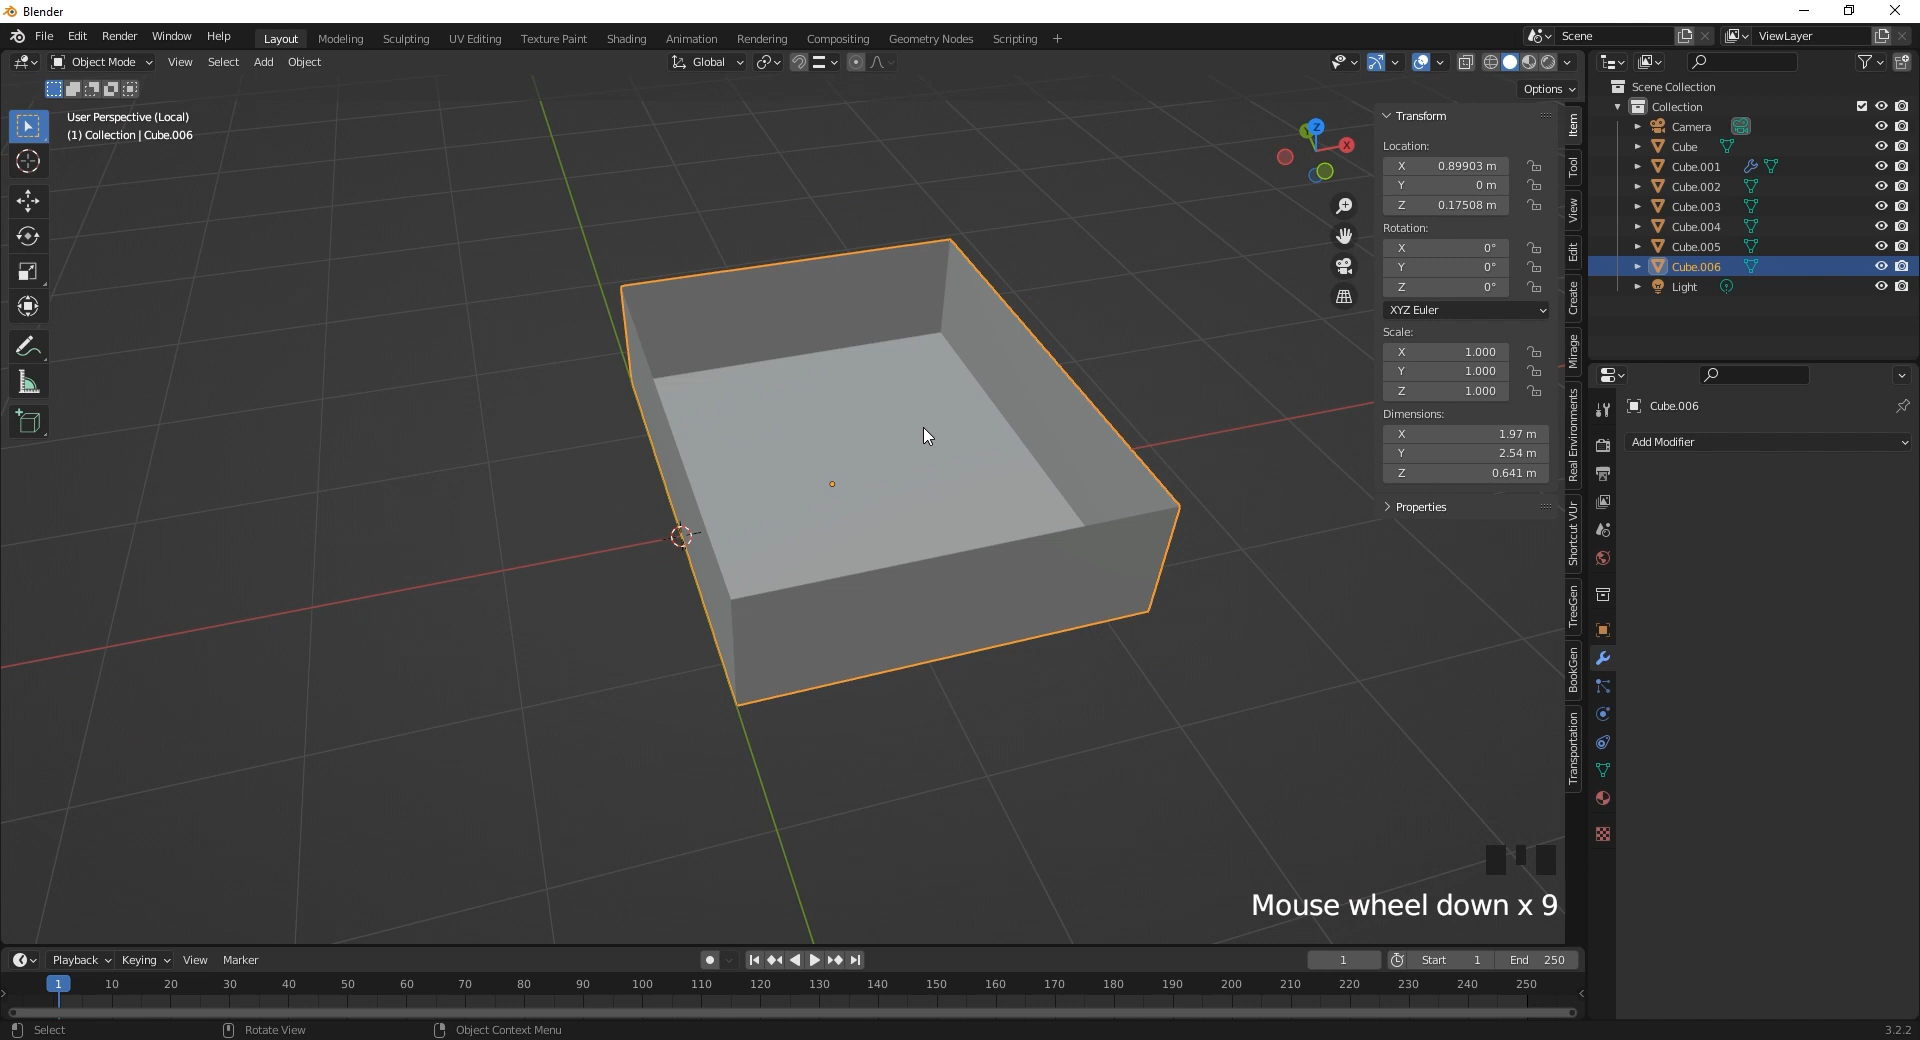 Blender
File Edit Render Window Help
Layout Modeling Sculpting UV Editing Texture Paint Shading Animation Rendering Compositing Geometry Nodes Scripting +
Scene
ViewLayer
Object Mode View Select Add Object
Global
Options
User Perspective (Local)
(1) Collection | Cube.006
Z
X
Transform
Location:
X 0.89903 m
Y 0 m
Z 0.17508 m
Rotation:
X 0°
Y 0°
Z 0°
XYZ Euler
Scale:
X 1.000
Y 1.000
Z 1.000
Dimensions:
X 1.97 m
Y 2.54 m
Z 0.641 m
Properties
Item
Tool
View
Edit
Create
Mirage
Real Environments
Shortcut VUr
TreeGen
BookGen
Transportation
Scene Collection
Collection
Camera
Cube
Cube.001
Cube.002
Cube.003
Cube.004
Cube.005
Cube.006
Light
Cube.006
Add Modifier
Mouse wheel down x 9
Playback Keying View Marker
1
Start 1
End 250
1 10 20 30 40 50 60 70 80 90 100 110 120 130 140 150 160 170 180 190 200 210 220 230 240 250
Select Rotate View Object Context Menu
3.2.2